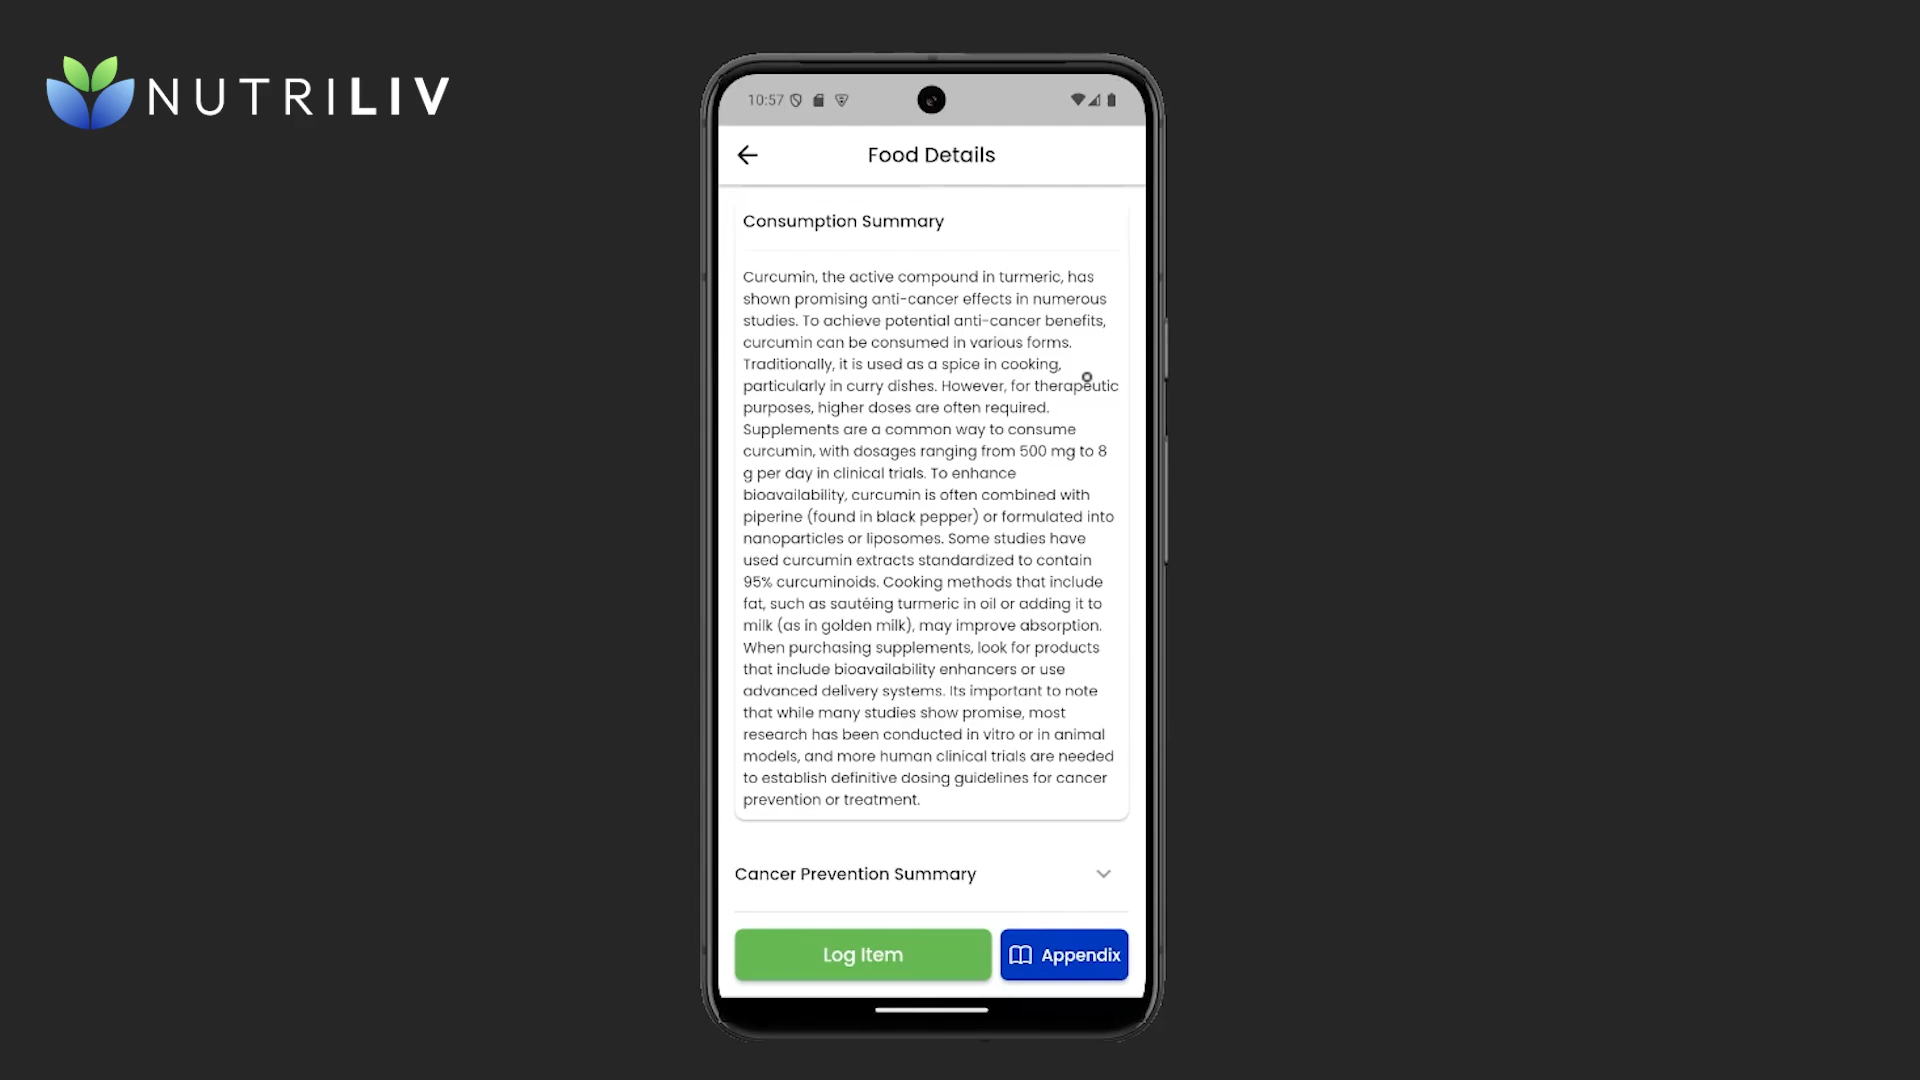 NUTRILIV
10:57
Food Details
Consumption Summary
Curcumin, the active compound in turmeric, has
shown promising anti-cancer effects in numerous
studies. To achieve potential anti-cancer benefits,
curcumin can be consumed in various forms.
Traditionally, it is used as a spice in cooking,
particularly in curry dishes. However, for therapeutic
purposes, higher doses are often required.
Supplements are a common way to consume
curcumin, with dosages ranging from 500 mg to 8
g per day in clinical trials. To enhance
bioavailability, curcumin is often combined with
piperine (found in black pepper) or formulated into
nanoparticles or liposomes. Some studies have
used curcumin extracts standardized to contain
95% curcuminoids. Cooking methods that include
fat, such as sautéing turmeric in oil or adding it to
milk (as in golden milk), may improve absorption.
When purchasing supplements, look for products
that include bioavailability enhancers or use
advanced delivery systems. Its important to note
that while many studies show promise, most
research has been conducted in vitro or in animal
models, and more human clinical trials are needed
to establish definitive dosing guidelines for cancer
prevention or treatment.
Cancer Prevention Summary
Log Item
Appendix